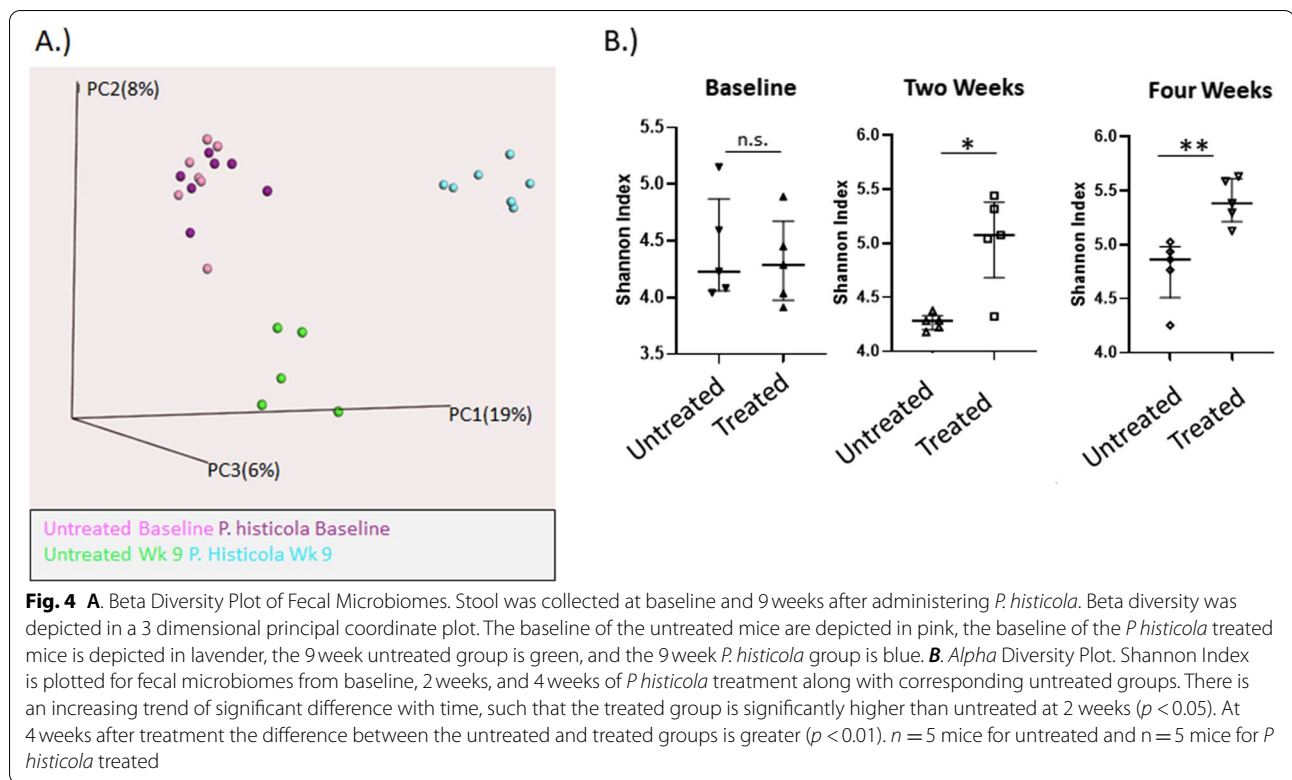 A.)
PC2(8%)
PC1(19%)
PC3(6%)
Untreated Baseline P. histicola Baseline
Untreated Wk 9 P. Histicola Wk 9
B.)
Baseline
Shannon Index
5.5
5.0
4.5
4.0
3.5
n.s.
Untreated
Treated
Two Weeks
Shannon Index
6.0
5.5
5.0
4.5
4.0
*
Untreated
Treated
Four Weeks
Shannon Index
6.0
5.5
5.0
4.5
4.0
**
Untreated
Treated
Fig. 4 A. Beta Diversity Plot of Fecal Microbiomes. Stool was collected at baseline and 9 weeks after administering P. histicola. Beta diversity was
depicted in a 3 dimensional principal coordinate plot. The baseline of the untreated mice are depicted in pink, the baseline of the P histicola treated
mice is depicted in lavender, the 9 week untreated group is green, and the 9 week P. histicola group is blue. B. Alpha Diversity Plot. Shannon Index
is plotted for fecal microbiomes from baseline, 2 weeks, and 4 weeks of P histicola treatment along with corresponding untreated groups. There is
an increasing trend of significant difference with time, such that the treated group is significantly higher than untreated at 2 weeks (p < 0.05). At
4 weeks after treatment the difference between the untreated and treated groups is greater (p < 0.01). n = 5 mice for untreated and n = 5 mice for P
histicola treated